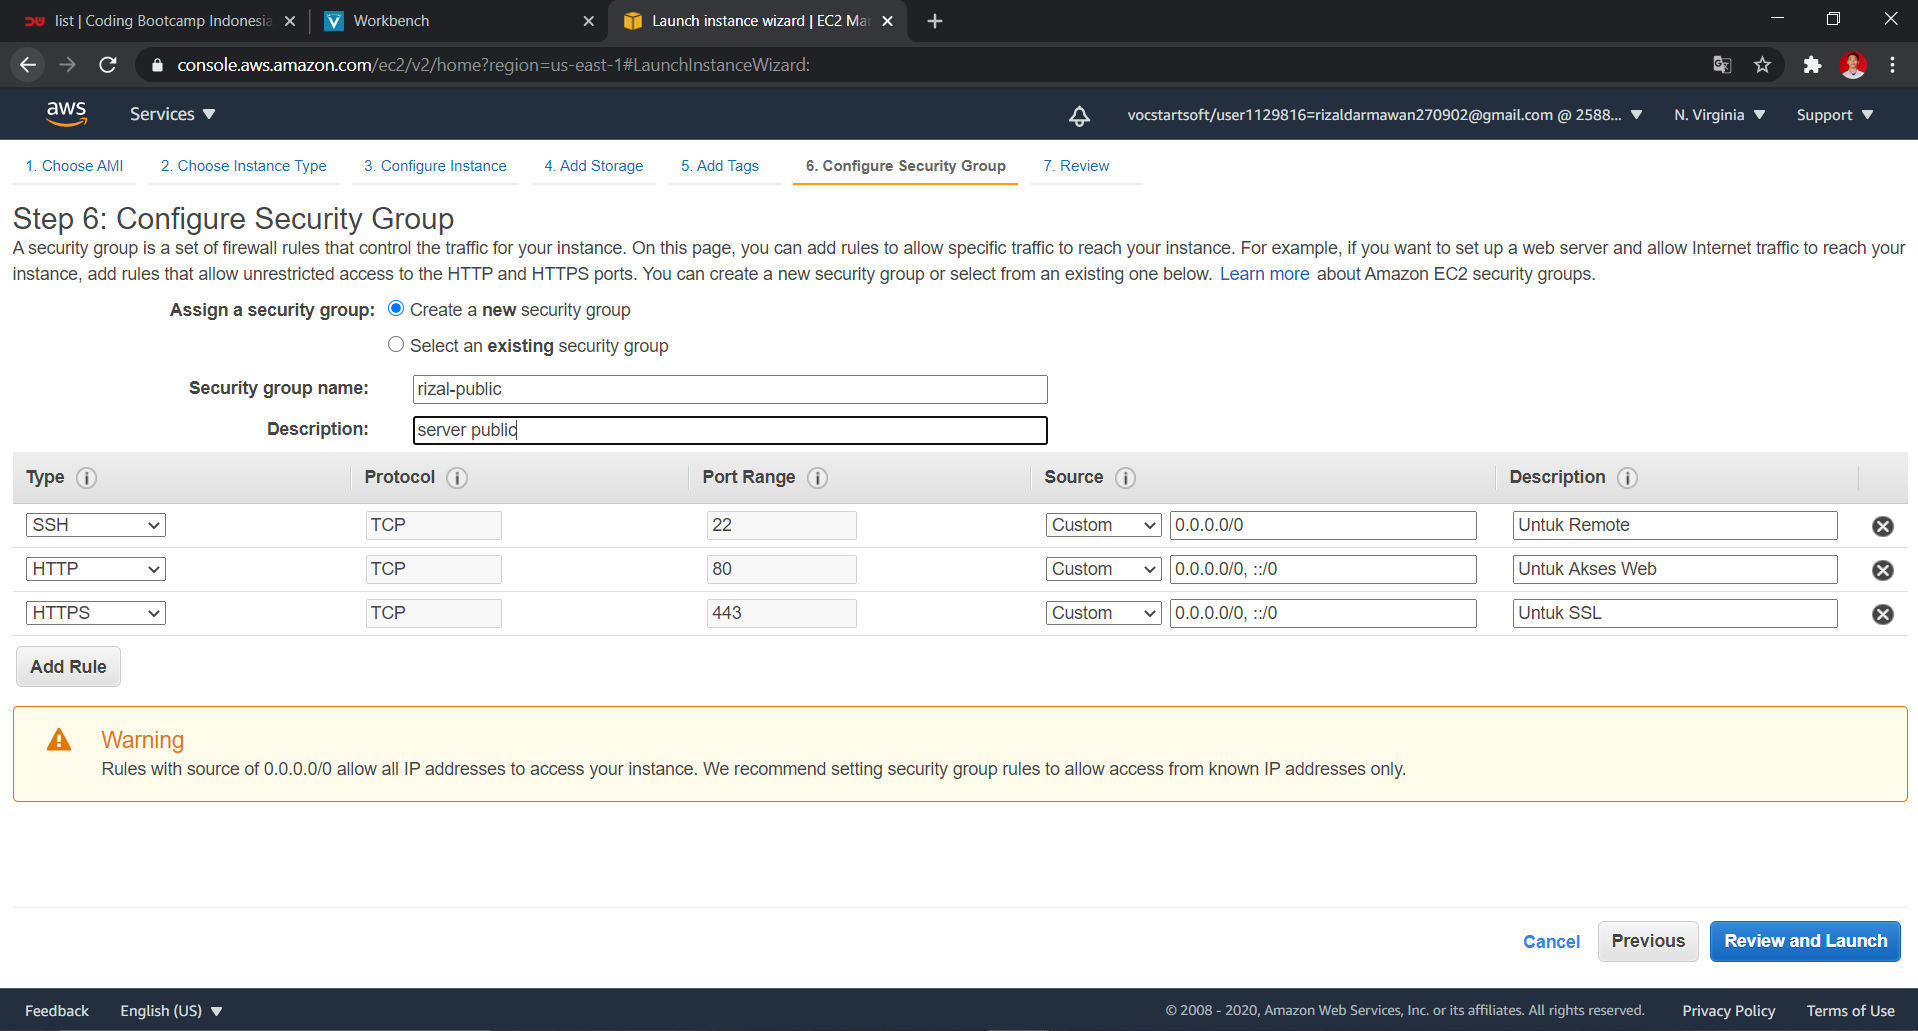 list | Coding Bootcamp Indonesia
Workbench
Launch instance wizard | EC2 Ma
console.aws.amazon.com/ec2/v2/home?region=us-east-1#LaunchInstanceWizard:
aws
Services
vocstartsoft/user1129816=rizaldarmawan270902@gmail.com @ 2588...
N. Virginia
Support
1. Choose AMI
2. Choose Instance Type
3. Configure Instance
4. Add Storage
5. Add Tags
6. Configure Security Group
7. Review
Step 6: Configure Security Group
A security group is a set of firewall rules that control the traffic for your instance. On this page, you can add rules to allow specific traffic to reach your instance. For example, if you want to set up a web server and allow Internet traffic to reach your
instance, add rules that allow unrestricted access to the HTTP and HTTPS ports. You can create a new security group or select from an existing one below. Learn more about Amazon EC2 security groups.
Assign a security group:
Create a new security group
Select an existing security group
Security group name:
rizal-public
Description:
server public
Type
Protocol
Port Range
Source
Description
SSH
TCP
22
Custom
0.0.0.0/0
Untuk Remote
HTTP
TCP
80
Custom
0.0.0.0/0, ::/0
Untuk Akses Web
HTTPS
TCP
443
Custom
0.0.0.0/0, ::/0
Untuk SSL
Add Rule
Warning
Rules with source of 0.0.0.0/0 allow all IP addresses to access your instance. We recommend setting security group rules to allow access from known IP addresses only.
Cancel
Previous
Review and Launch
Feedback
English (US)
© 2008 - 2020, Amazon Web Services, Inc. or its affiliates. All rights reserved.
Privacy Policy
Terms of Use